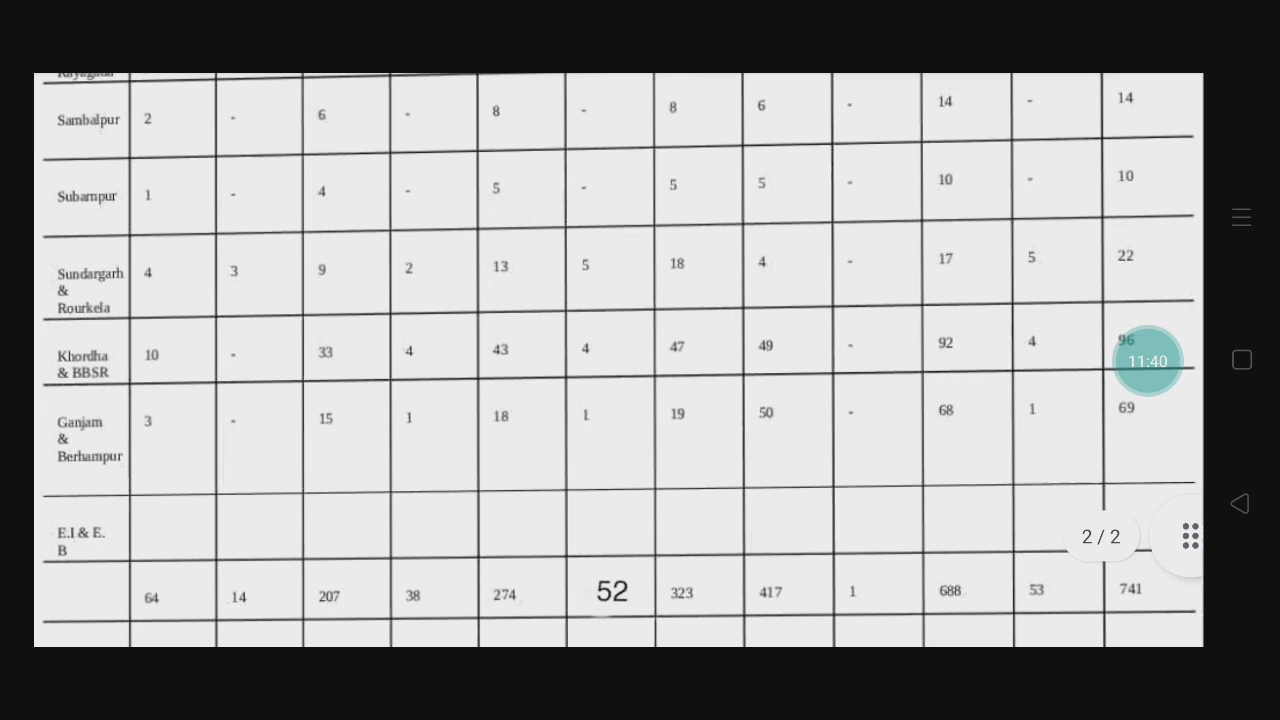 Rayagada
Sambalpur 2 - 6 - 8 - 8 6 - 14 - 14
Subarnpur 1 - 4 - 5 - 5 5 - 10 - 10
Sundargarh 4 3 9 2 13 5 18 4 - 17 5 22
&
Rourkela
Khordha 10 - 33 4 43 4 47 49 - 92 4 96
& BBSR
11:40
Ganjam 3 - 15 1 18 1 19 50 - 68 1 69
&
Berhampur
E.I & E.
B
2 / 2
64 14 207 38 274 52 323 417 1 688 53 741